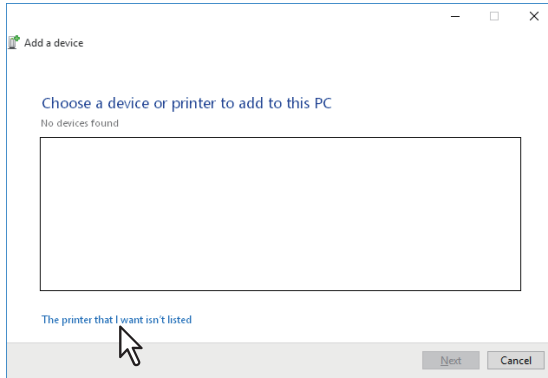 Add a device
Choose a device or printer to add to this PC
No devices found
The printer that I want isn't listed
Next Cancel